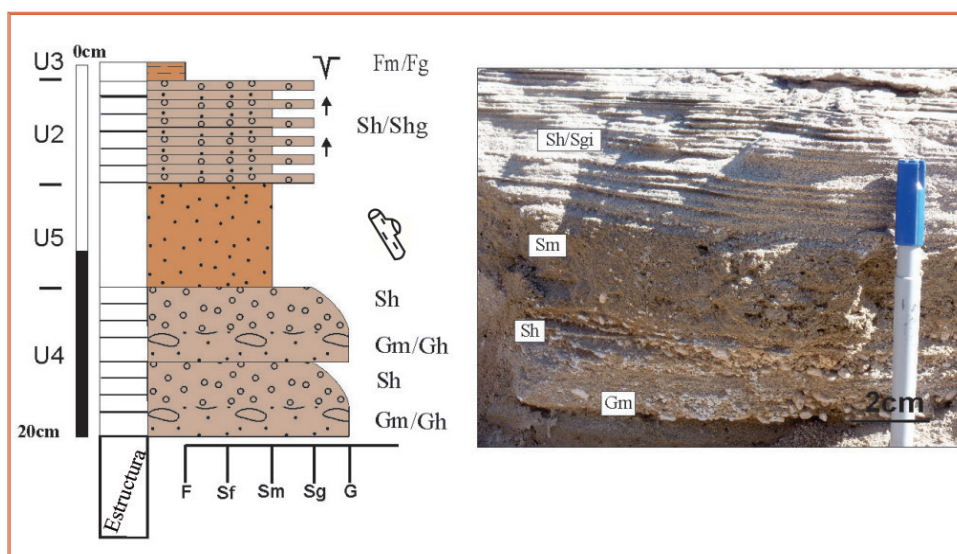 0cm
U3
Fm/Fg
U2
Sh/Shg
U5
Sh
U4
Gm/Gh
Sh
Gm/Gh
20cm
Estructura
F Sf Sm Sg G
Sh/Sgi
Sm
Sh
Gm
2cm